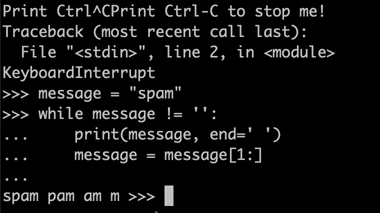 Print Ctrl^CPrint Ctrl-C to stop me!
Traceback (most recent call last):
  File "<stdin>", line 2, in <module>
KeyboardInterrupt
>>> message = "spam"
>>> while message != '':
...     print(message, end=' ')
...     message = message[1:]
...
spam pam am m >>>